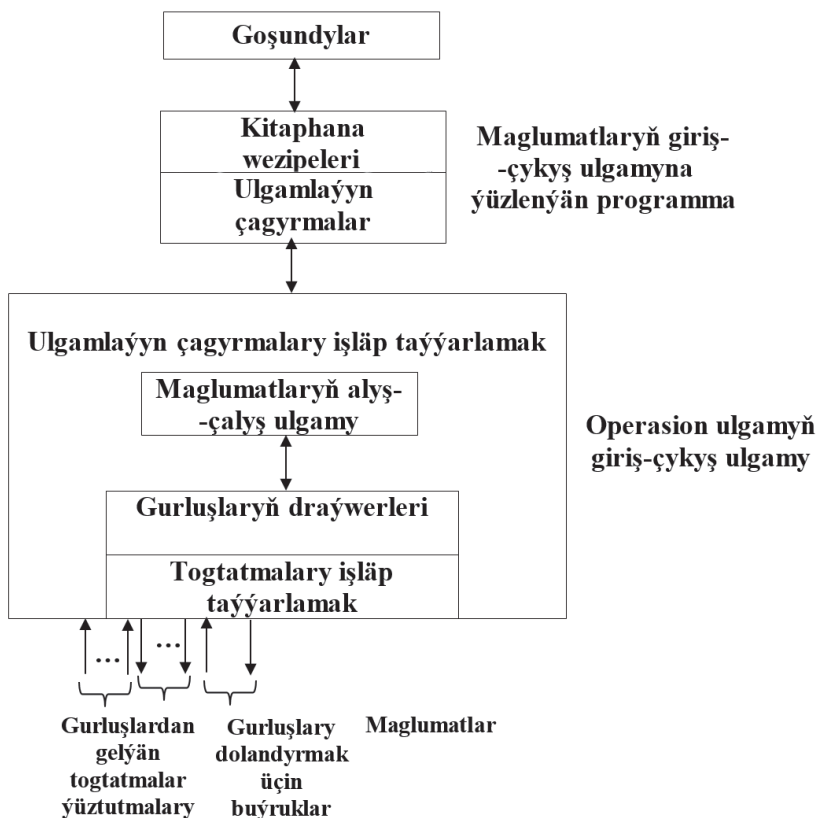 Goşundylar
Kitaphana
wezipeleri
Ulgamlaýyn
çagyrmalar
Maglumatlaryň giriş-
-çykyş ulgamyna
ýüzlenýän programma
Ulgamlaýyn çagyrmalary işläp taýýarlamak
Maglumatlaryň alyş-
-çalyş ulgamy
Operasion ulgamyň
giriş-çykyş ulgamy
Gurluşlaryň draýwerleri
Togtatmalary işläp
taýýarlamak
...
...
Gurluşlardan
gelýän
togtatmalar
ýüztutmalary
Gurluşlary
dolandyrmak
üçin
buýruklar
Maglumatlar